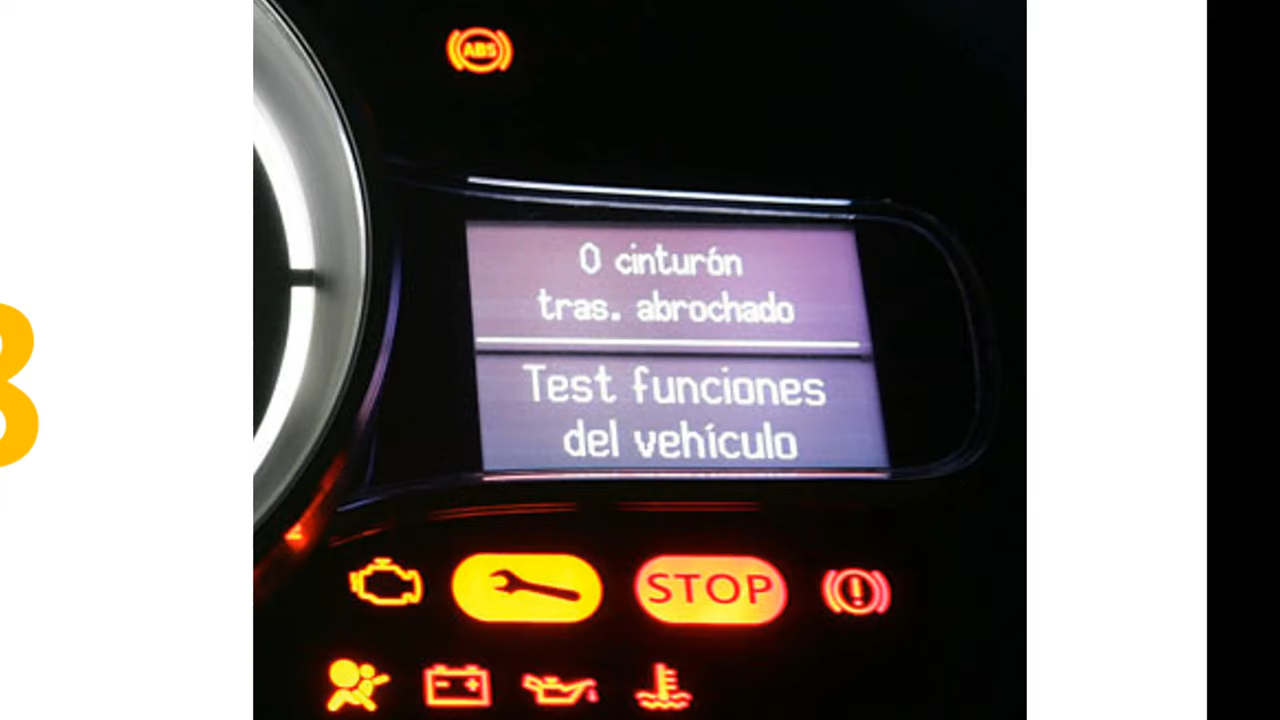 ABS
0 cinturón
tras. abrochado
Test funciones
del vehículo
STOP